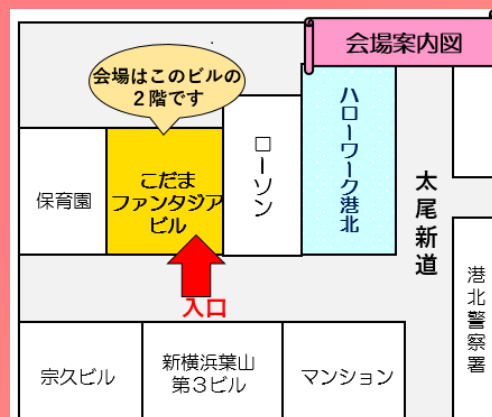 会場案内図
会場はこのビルの
２階です
保育園
こだま
ファンタジア
ビル
ローソン
ハローワーク港北
太尾新道
港北警察署
入口
宗久ビル
新横浜葉山
第３ビル
マンション